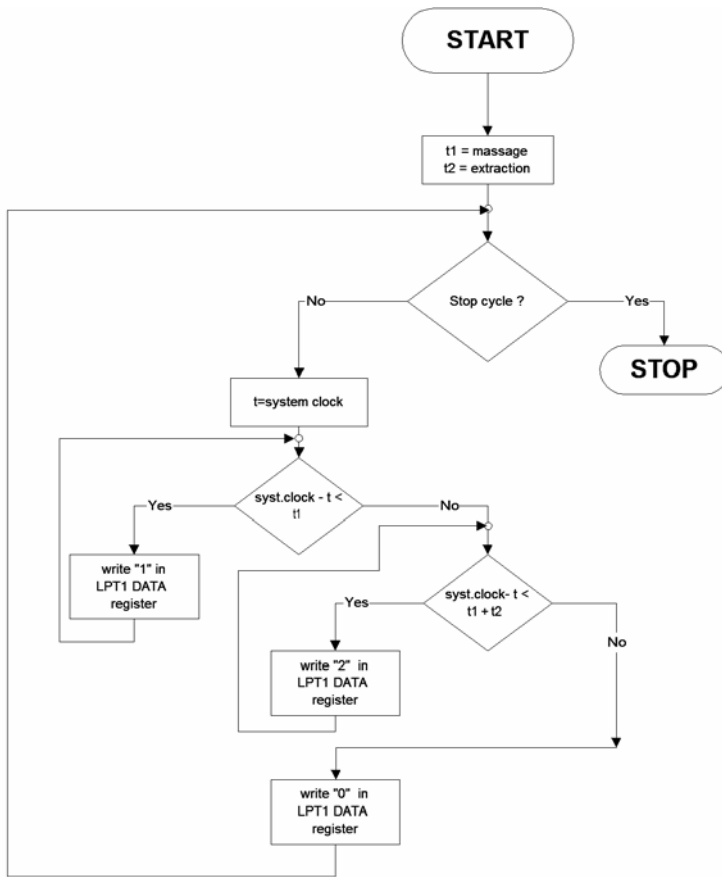 START
t1 = massage
t2 = extraction
Stop cycle ?
No
Yes
STOP
t=system clock
syst.clock - t <
t1
Yes
No
write "1" in
LPT1 DATA
register
syst.clock- t <
t1 + t2
Yes
No
write "2" in
LPT1 DATA
register
write "0" in
LPT1 DATA
register